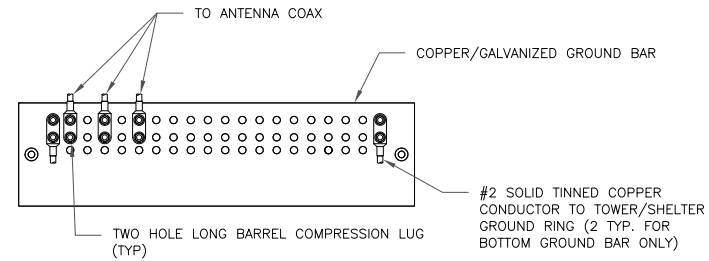 TO ANTENNA COAX
COPPER/GALVANIZED GROUND BAR
#2 SOLID TINNED COPPER
CONDUCTOR TO TOWER/SHELTER
GROUND RING (2 TYP. FOR
BOTTOM GROUND BAR ONLY)
TWO HOLE LONG BARREL COMPRESSION LUG
(TYP)